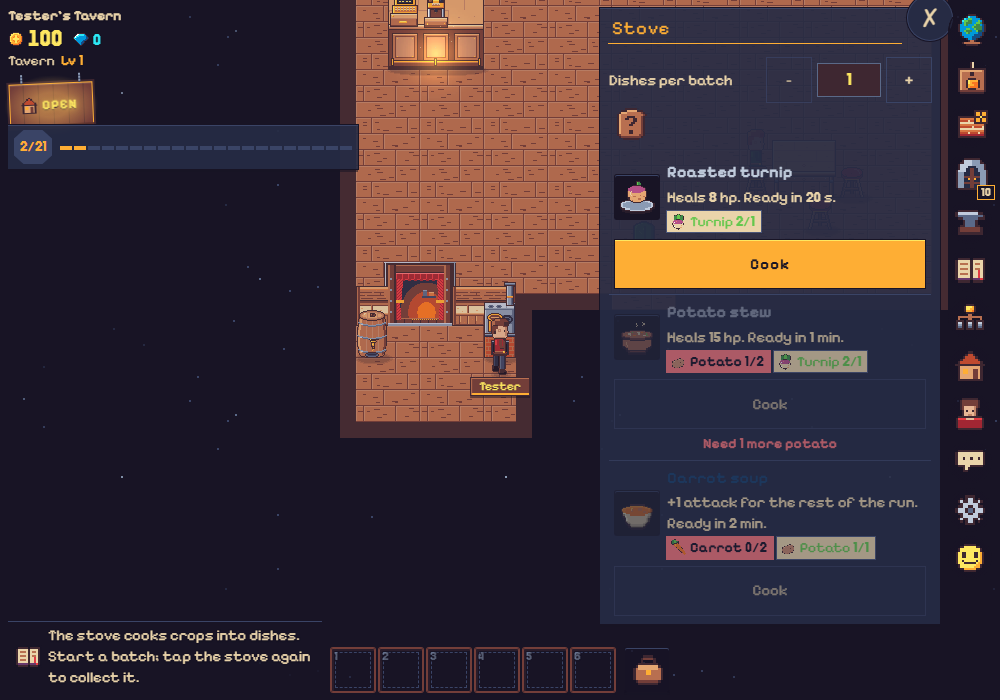 Tester's Tavern
100 0
Tavern Lv 1
OPEN
2/21
Stove
X
Dishes per batch - 1 +
?
Roasted turnip
Heals 8 hp. Ready in 20 s.
Turnip 2/1
Cook
Potato stew
Heals 15 hp. Ready in 1 min.
Potato 1/2 Turnip 2/1
Cook
Need 1 more potato
Carrot soup
+1 attack for the rest of the run.
Ready in 2 min.
Carrot 0/2 Potato 1/1
Cook
10
Tester
The stove cooks crops into dishes.
Start a batch; tap the stove again
to collect it.
1 2 3 4 5 6